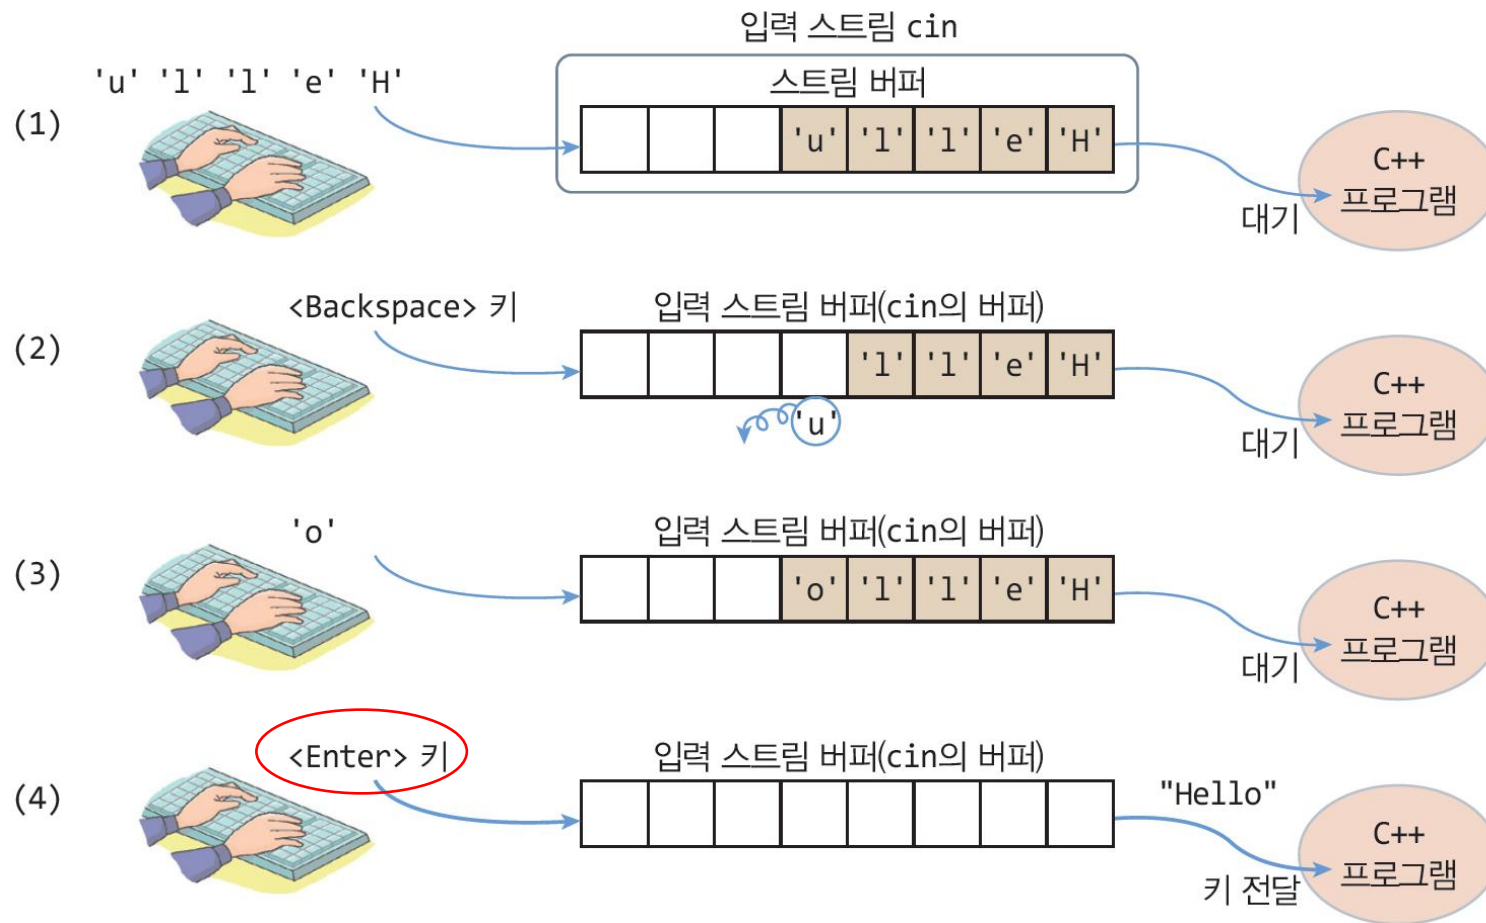 입력 스트림 cin
'u' 'l' 'l' 'e' 'H'
스트림 버퍼
(1)
'u' 'l' 'l' 'e' 'H'
C++
프로그램
대기
<Backspace> 키
입력 스트림 버퍼(cin의 버퍼)
(2)
'l' 'l' 'e' 'H'
'u'
C++
프로그램
대기
'o'
입력 스트림 버퍼(cin의 버퍼)
(3)
'o' 'l' 'l' 'e' 'H'
C++
프로그램
대기
<Enter> 키
입력 스트림 버퍼(cin의 버퍼)
(4)
"Hello"
C++
프로그램
키 전달